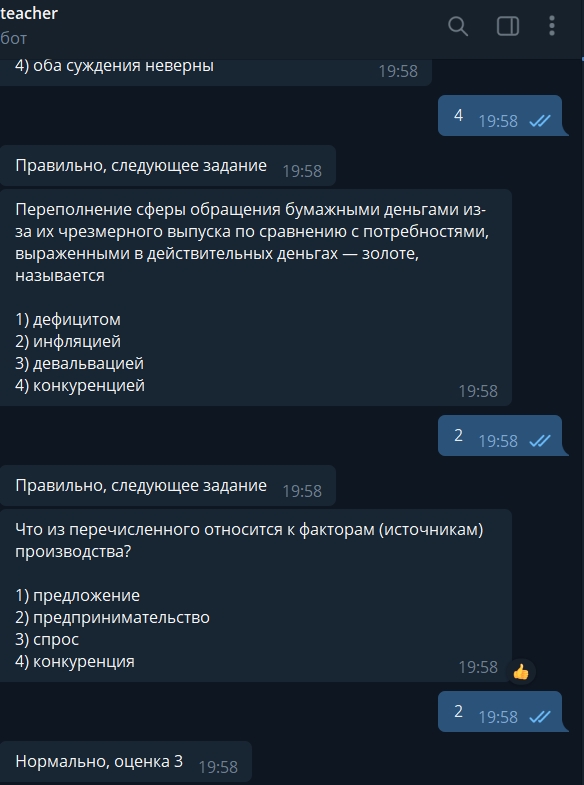 teacher
бот
4) оба суждения неверны
19:58
4 19:58
Правильно, следующее задание 19:58
Переполнение сферы обращения бумажными деньгами из-
за их чрезмерного выпуска по сравнению с потребностями,
выраженными в действительных деньгах — золоте,
называется
1) дефицитом
2) инфляцией
3) девальвацией
4) конкуренцией
19:58
2 19:58
Правильно, следующее задание 19:58
Что из перечисленного относится к факторам (источникам)
производства?
1) предложение
2) предпринимательство
3) спрос
4) конкуренция
19:58
2 19:58
Нормально, оценка 3 19:58